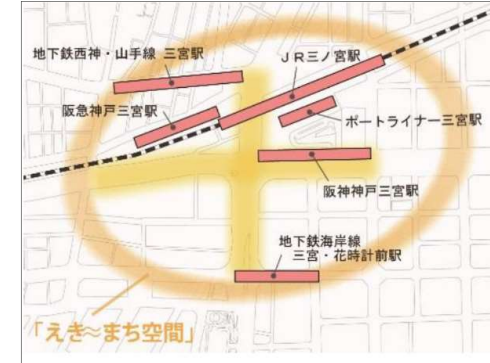 地下鉄西神・山手線 三宮駅
JR三ノ宮駅
阪急神戸三宮駅
ポートライナー三宮駅
阪神神戸三宮駅
地下鉄海岸線
三宮・花時計前駅
「えき~まち空間」